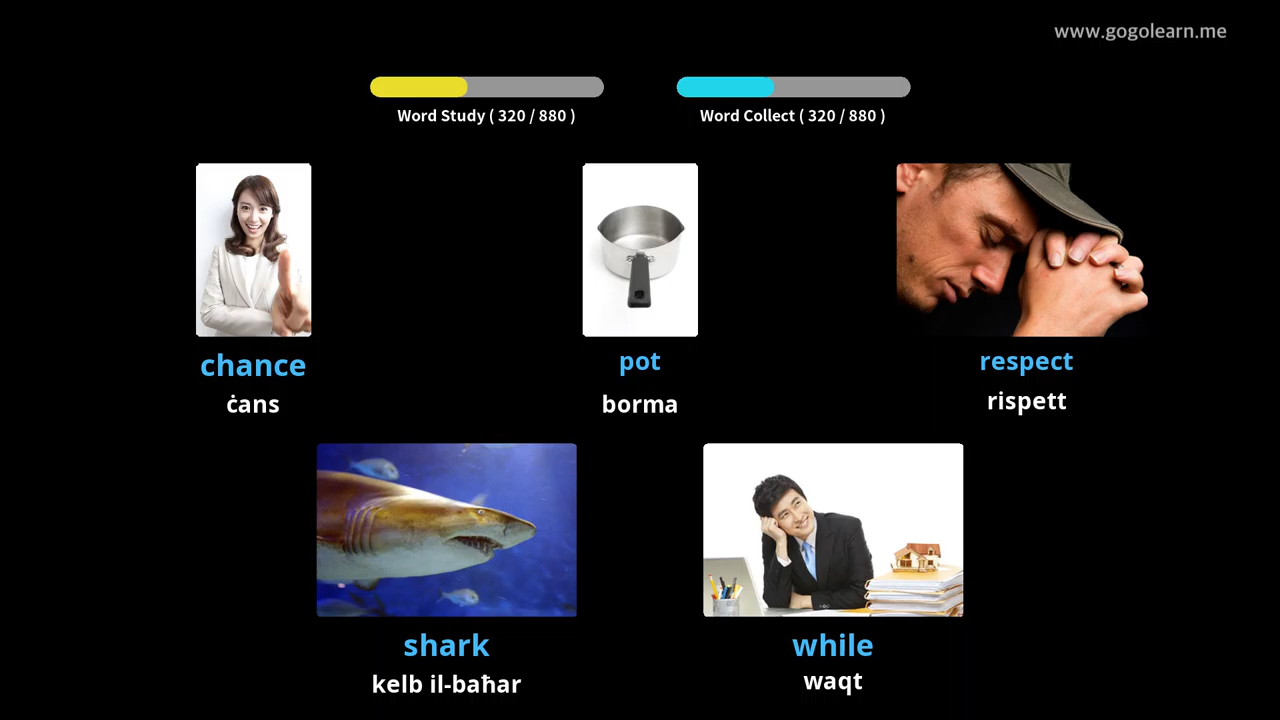 www.gogolearn.me
Word Study ( 320 / 880 )
Word Collect ( 320 / 880 )
chance
ċans
pot
borma
respect
rispett
shark
kelb il-baħar
while
waqt